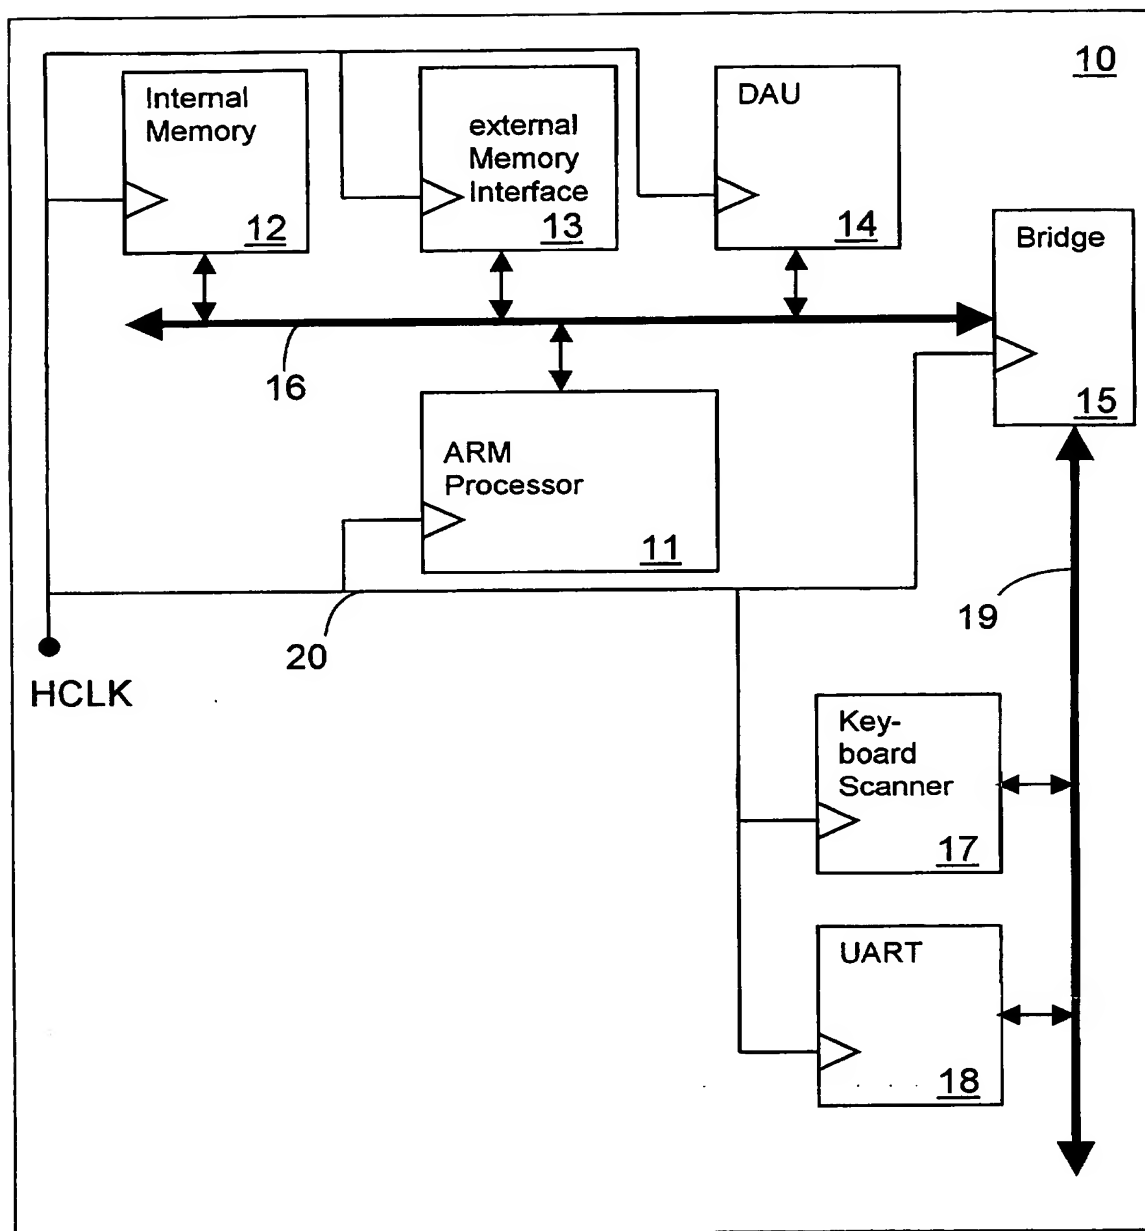 10
Internal
Memory
12
external
Memory
Interface
13
DAU
14
Bridge
15
16
ARM
Processor
11
19
20
HCLK
Key-
board
Scanner
17
UART
18